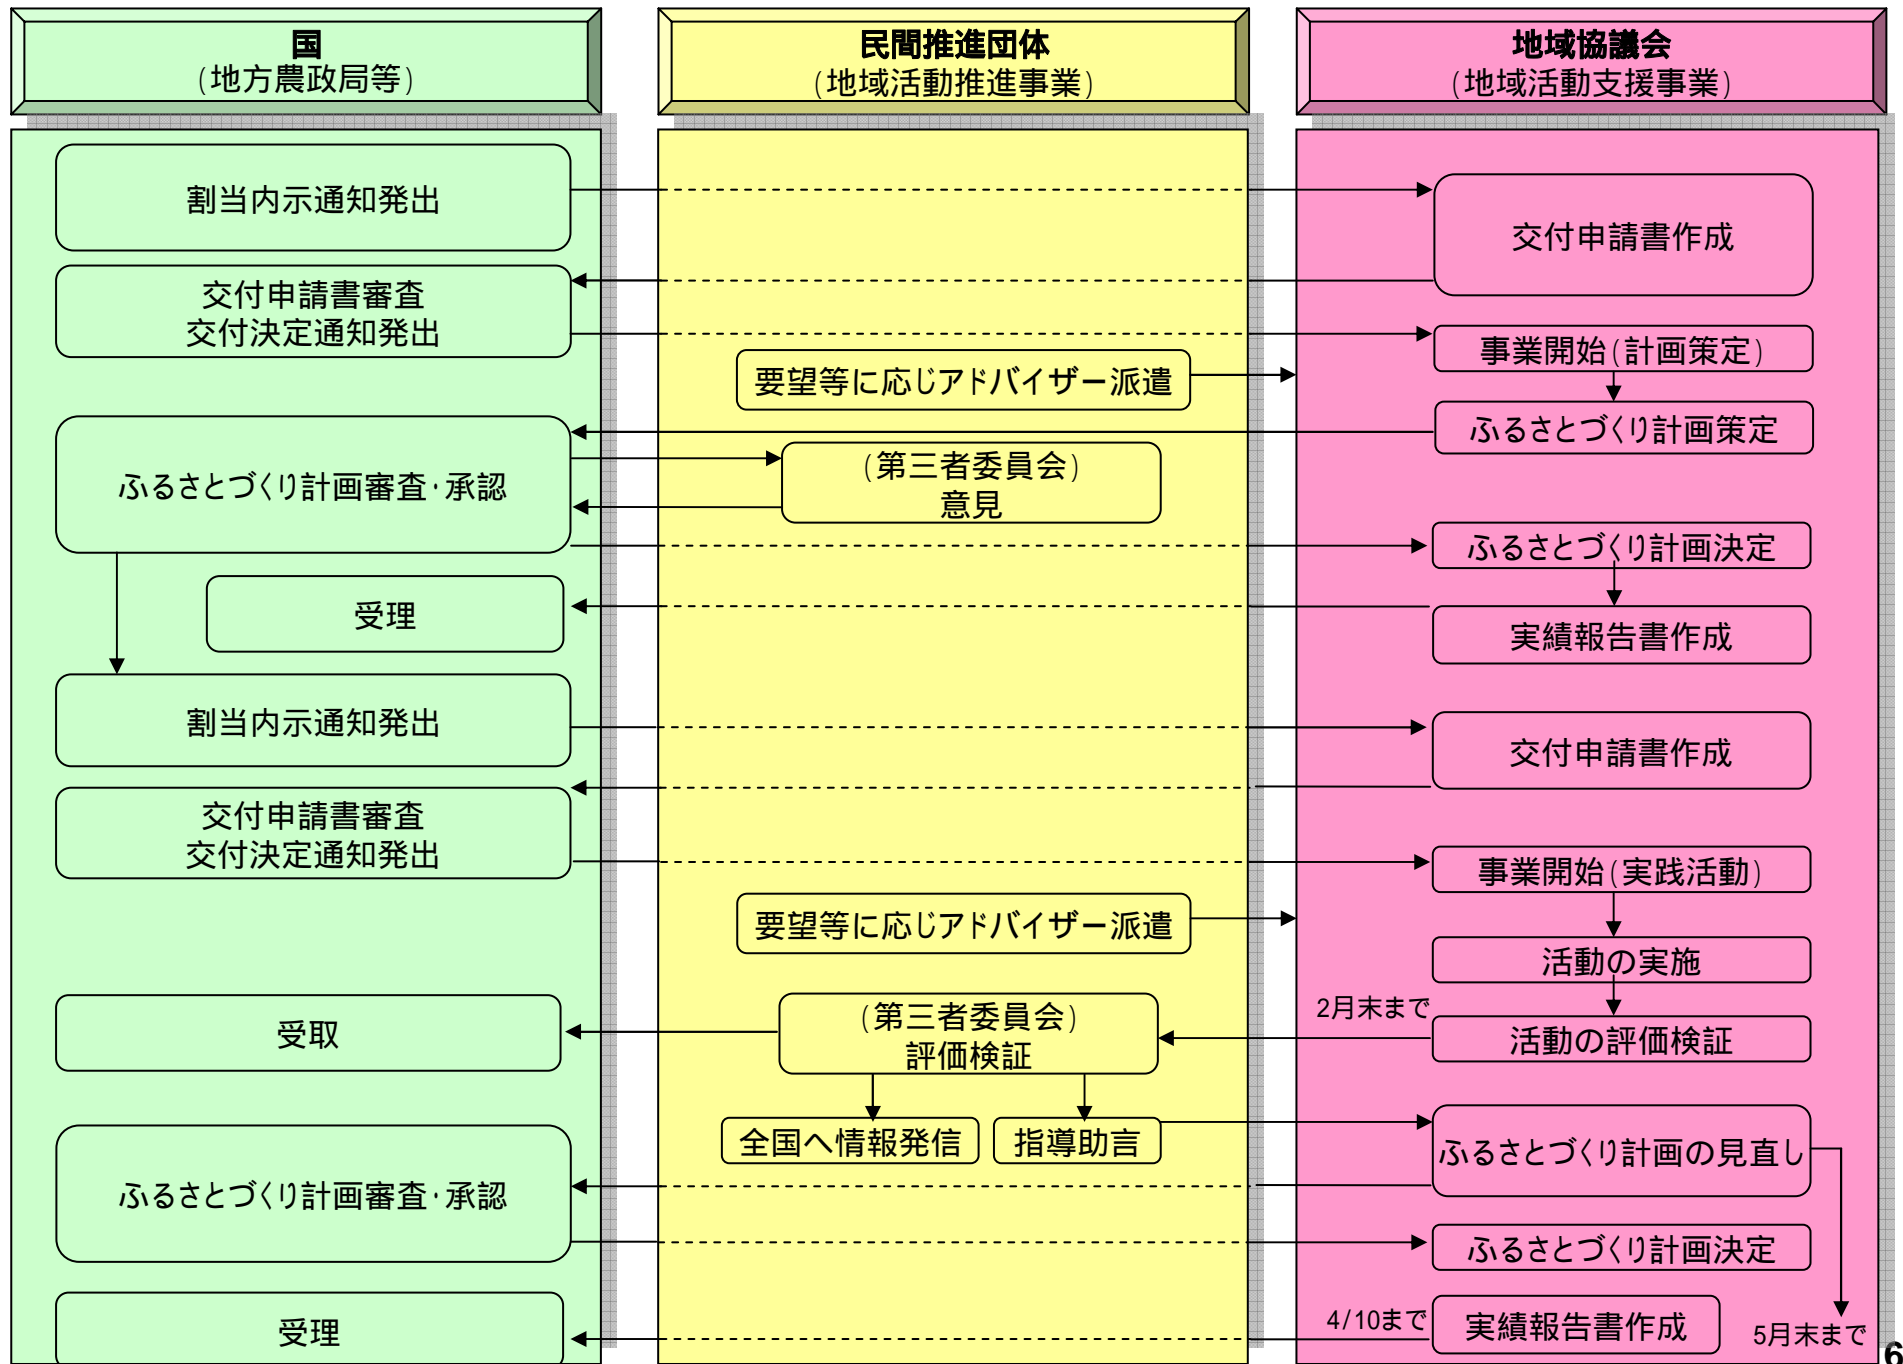 国
(地方農政局等)
民間推進団体
(地域活動推進事業)
地域協議会
(地域活動支援事業)
割当内示通知発出
交付申請書作成
交付申請書審査
交付決定通知発出
事業開始(計画策定)
要望等に応じアドバイザー派遣
ふるさとづくり計画策定
ふるさとづくり計画審査・承認
(第三者委員会)
意見
ふるさとづくり計画決定
受理
実績報告書作成
割当内示通知発出
交付申請書作成
交付申請書審査
交付決定通知発出
事業開始(実践活動)
要望等に応じアドバイザー派遣
活動の実施
受取
(第三者委員会)
評価検証
2月末まで
活動の評価検証
全国へ情報発信
指導助言
ふるさとづくり計画の見直し
ふるさとづくり計画審査・承認
ふるさとづくり計画決定
受理
4/10まで
実績報告書作成
5月末まで
6